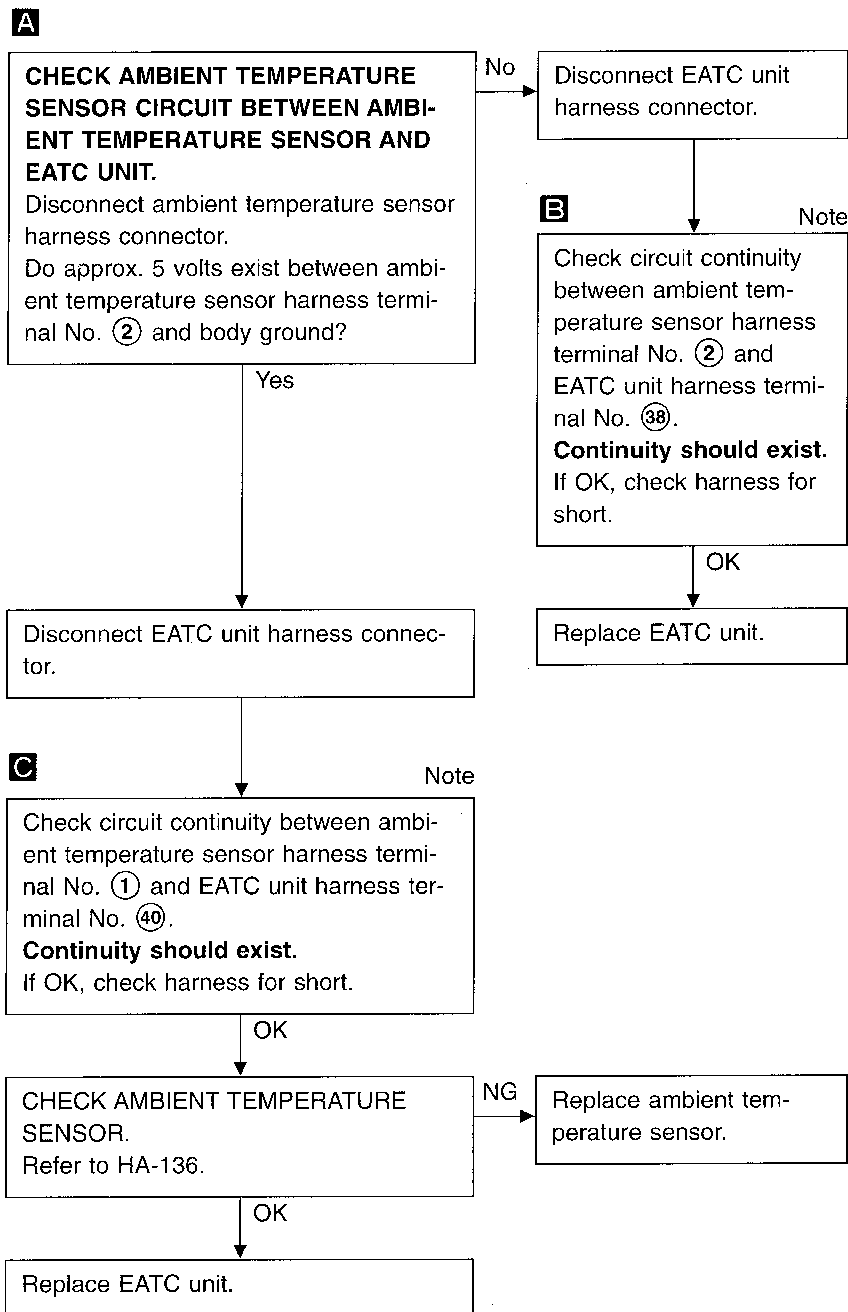 A
CHECK AMBIENT TEMPERATURE
SENSOR CIRCUIT BETWEEN AMBI-
ENT TEMPERATURE SENSOR AND
EATC UNIT.
Disconnect ambient temperature sensor
harness connector.
Do approx. 5 volts exist between ambi-
ent temperature sensor harness termi-
nal No. ② and body ground?
No
Disconnect EATC unit
harness connector.
B
Note
Check circuit continuity
between ambient tem-
perature sensor harness
terminal No. ② and
EATC unit harness termi-
nal No. ㊳.
Continuity should exist.
If OK, check harness for
short.
OK
Replace EATC unit.
Yes
Disconnect EATC unit harness connec-
tor.
C
Note
Check circuit continuity between ambi-
ent temperature sensor harness termi-
nal No. ① and EATC unit harness ter-
minal No. ㊵.
Continuity should exist.
If OK, check harness for short.
OK
CHECK AMBIENT TEMPERATURE
SENSOR.
Refer to HA-136.
NG
Replace ambient tem-
perature sensor.
OK
Replace EATC unit.